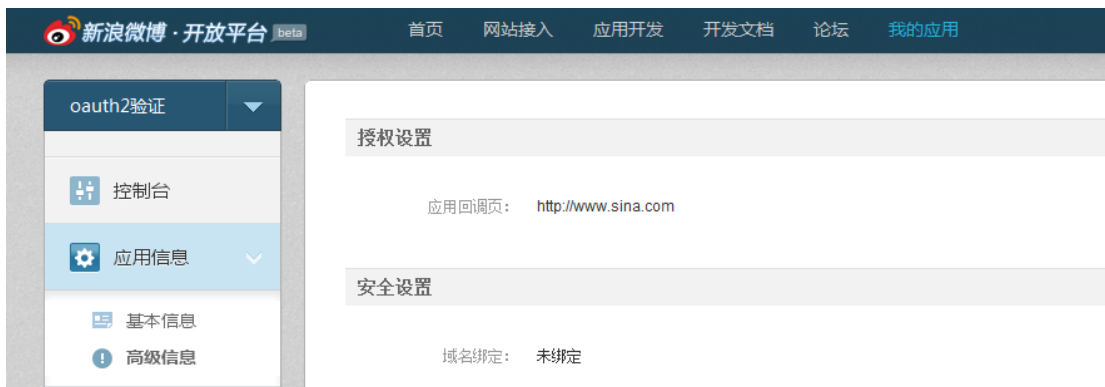 新浪微博·开放平台 beta 首页 网站接入 应用开发 开发文档 论坛 我的应用
oauth2验证
授权设置
控制台
应用回调页： http://www.sina.com
应用信息
安全设置
基本信息
高级信息
域名绑定： 未绑定